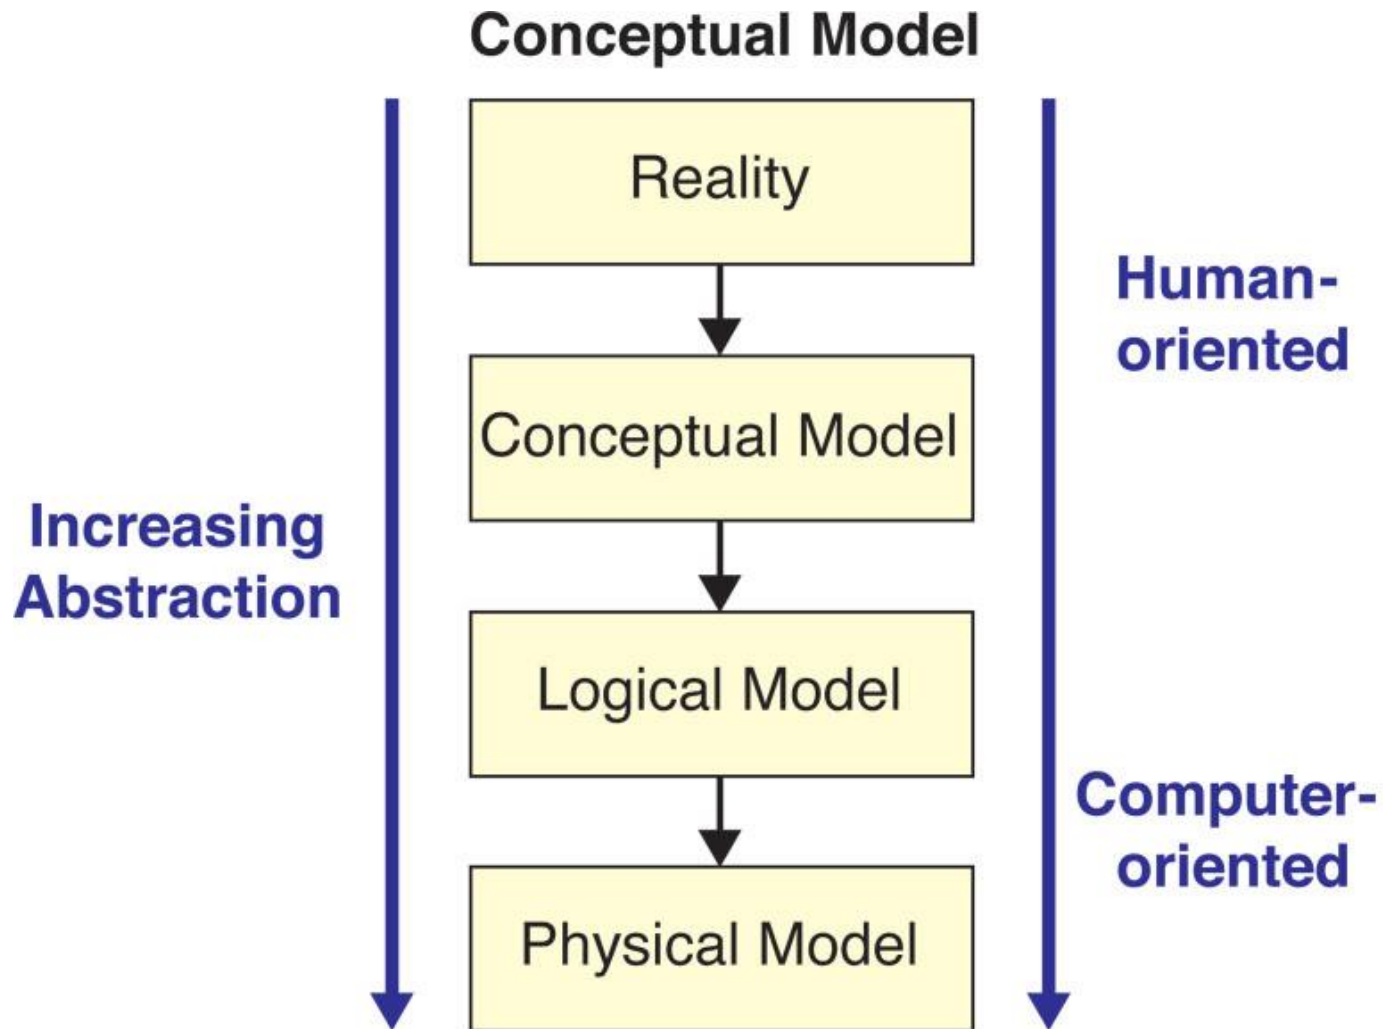 Conceptual Model
Reality
Human-
oriented
Conceptual Model
Increasing
Abstraction
Logical Model
Computer-
oriented
Physical Model